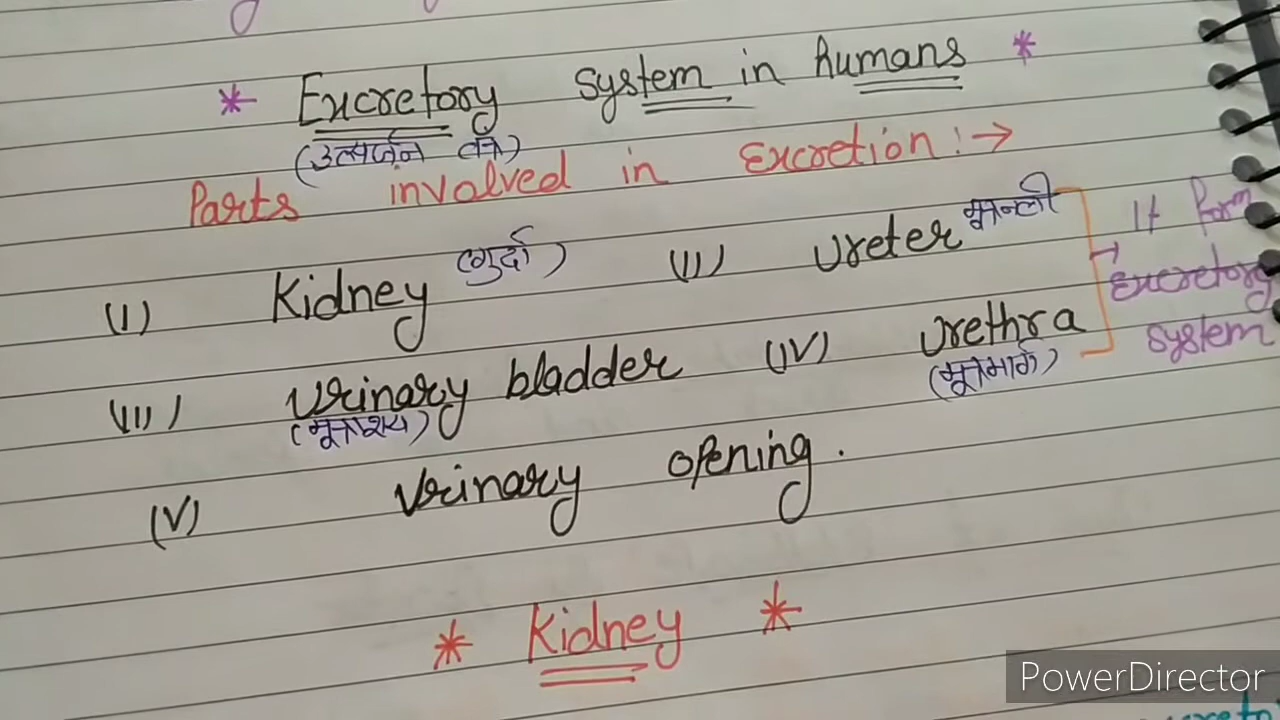 * Excretory system in humans *
(उत्सर्जन तंत्र)
Parts involved in Excretion :→
(I) Kidney (गुर्दा) (II) Ureter मूत्रनली
It form
Excretory
system
(III) Urinary bladder (IV) Urethra
(मूत्राशय) (मूत्रमार्ग)
(V) Urinary opening.
* Kidney *
PowerDirector